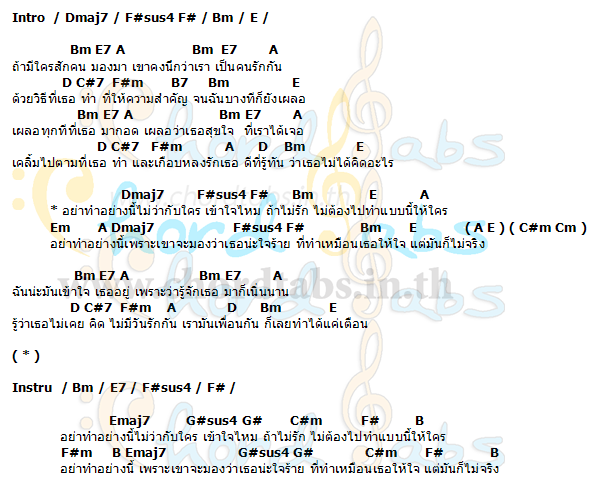 Intro / Dmaj7 / F#sus4 F# / Bm / E /
Bm E7 A Bm E7 A
ถ้ามีใครสักคน มองมา เขาคงนึกว่าเรา เป็นคนรักกัน
D C#7 F#m B7 Bm E
ด้วยวิธีที่เธอ ทำ ที่ให้ความสำคัญ จนฉันบางทีก็ยังเผลอ
Bm E7 A Bm E7 A
เผลอทุกทีที่เธอ มากอด เผลอว่าเธอสุขใจ ที่เราได้เจอ
D C#7 F#m A D Bm E
เคลิ้มไปตามที่เธอ ทำ และเกือบหลงรักเธอ ดีที่รู้ทัน ว่าเธอไม่ได้คิดอะไร
Dmaj7 F#sus4 F# Bm E A
* อย่าทำอย่างนี้ไม่ว่ากับใคร เข้าใจไหม ถ้าไม่รัก ไม่ต้องไปทำแบบนี้ให้ใคร
Em A Dmaj7 F#sus4 F# Bm E ( A E ) ( C#m Cm )
อย่าทำอย่างนี้เพราะเขาจะมองว่าเธอน่ะใจร้าย ที่ทำเหมือนเธอให้ใจ แต่มันก็ไม่จริง
Bm E7 A Bm E7 A
ฉันน่ะมันเข้าใจ เธออยู่ เพราะว่ารู้จักเธอ มาก็เนิ่นนาน
D C#7 F#m A D Bm E
รู้ว่าเธอไม่เคย คิด ไม่มีวันรักกัน เรามันเพื่อนกัน ก็เลยทำได้แค่เตือน
( * )
Instru / Bm / E7 / F#sus4 / F# /
Emaj7 G#sus4 G# C#m F# B
อย่าทำอย่างนี้ไม่ว่ากับใคร เข้าใจไหม ถ้าไม่รัก ไม่ต้องไปทำแบบนี้ให้ใคร
F#m B Emaj7 G#sus4 G# C#m F# B
อย่าทำอย่างนี้ เพราะเขาจะมองว่าเธอน่ะใจร้าย ที่ทำเหมือนเธอให้ใจ แต่มันก็ไม่จริง
www.chordtabs.in.th